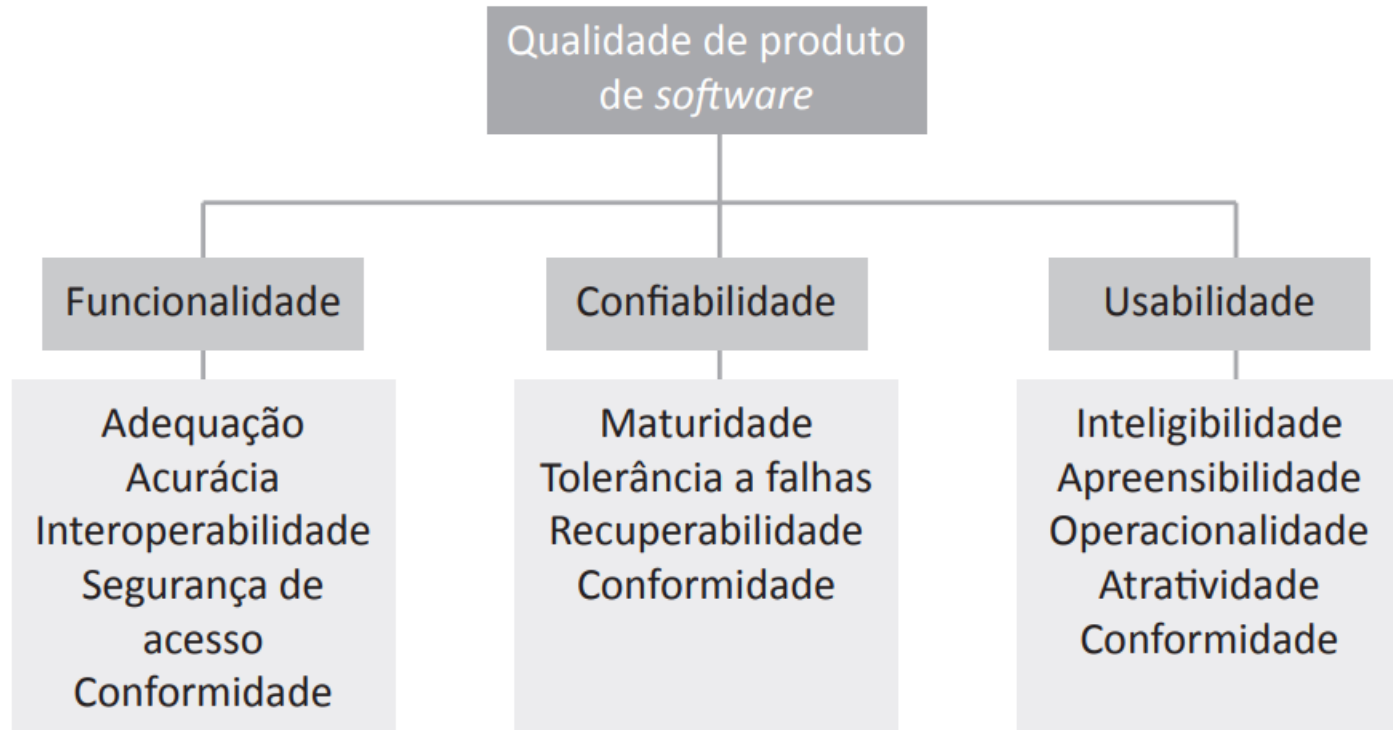 Qualidade de produto
de software
Funcionalidade
Confiabilidade
Usabilidade
Adequação
Acurácia
Interoperabilidade
Segurança de
acesso
Conformidade
Maturidade
Tolerância a falhas
Recuperabilidade
Conformidade
Inteligibilidade
Apreensibilidade
Operacionalidade
Atratividade
Conformidade